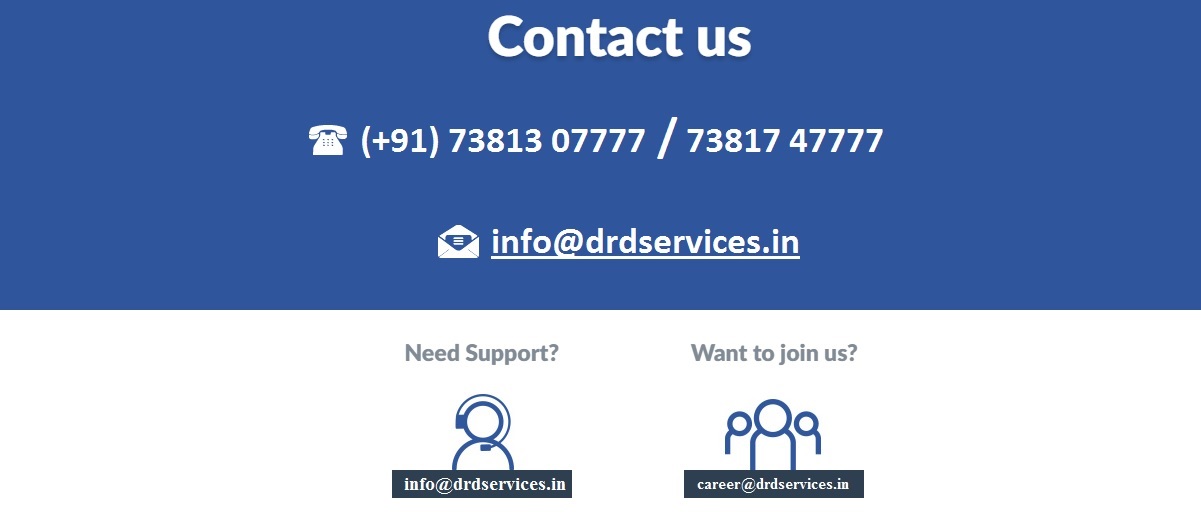 Contact us
☎ (+91) 73813 07777 / 73817 47777
info@drdservices.in
Need Support? Want to join us?
info@drdservices.in career@drdservices.in